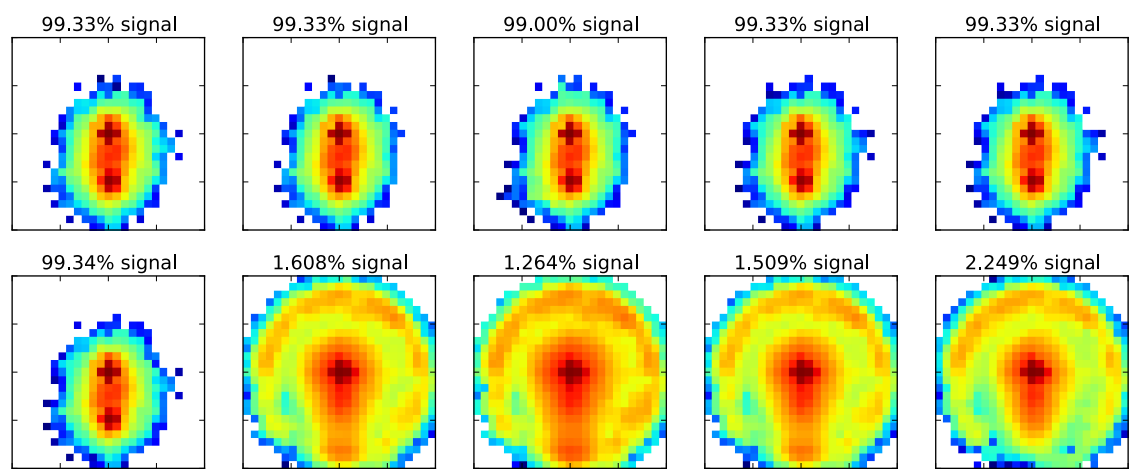 99.33% signal
99.33% signal
99.00% signal
99.33% signal
99.33% signal
99.34% signal
1.608% signal
1.264% signal
1.509% signal
2.249% signal